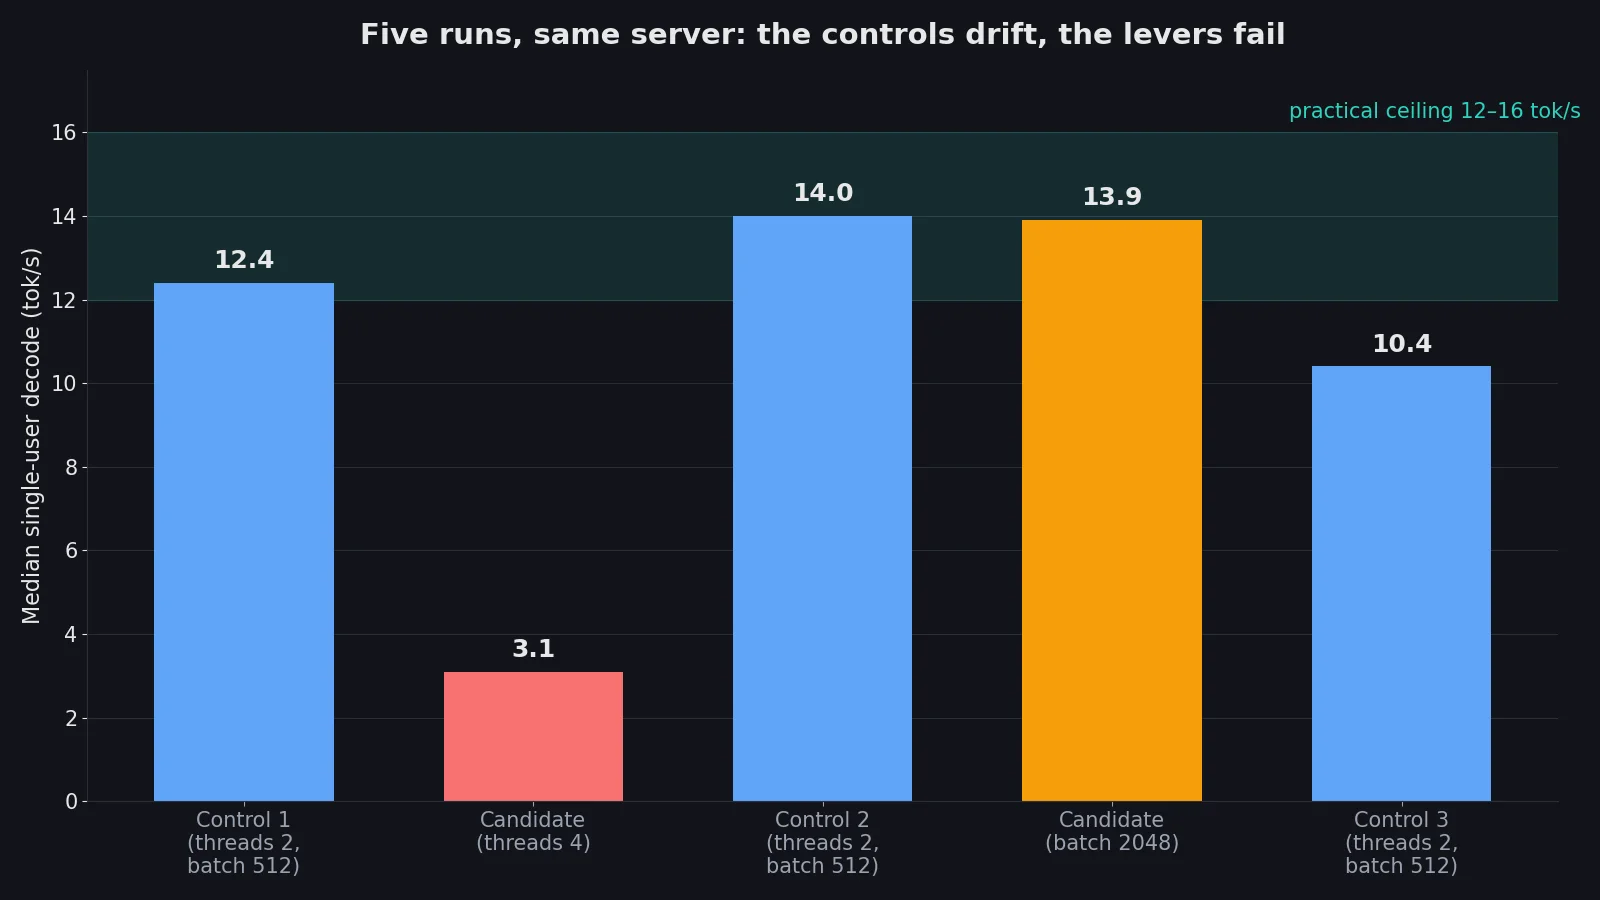 Five runs, same server: the controls drift, the levers fail
practical ceiling 12–16 tok/s
Median single-user decode (tok/s)
16
14
12
10
8
6
4
2
0
12.4
3.1
14.0
13.9
10.4
Control 1
(threads 2,
batch 512)
Candidate
(threads 4)
Control 2
(threads 2,
batch 512)
Candidate
(batch 2048)
Control 3
(threads 2,
batch 512)